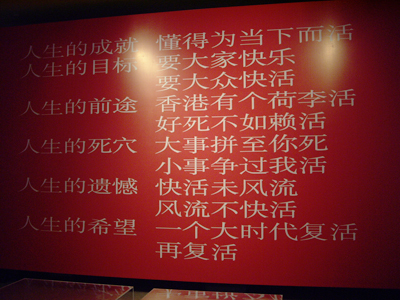 人生的成就 懂得为当下而活
人生的目标 要大家快乐
要大众快活
人生的前途 香港有个荷李活
好死不如赖活
人生的死穴 大事拼至你死
小事争过我活
人生的遗憾 快活未风流
风流不快活
人生的希望 一个大时代复活
再复活